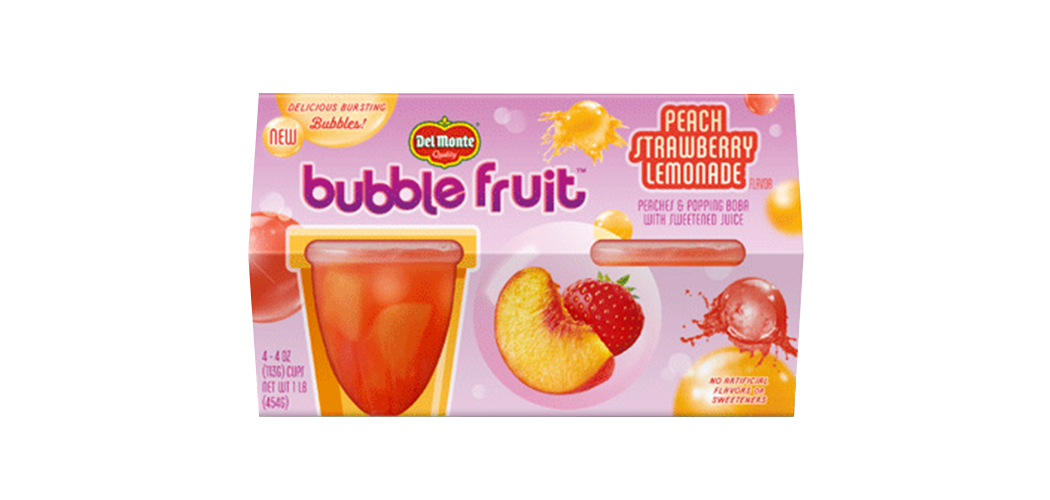 DELICIOUS BURSTING
Bubbles!
NEW
Del Monte
Quality
bubble fruit™
PEACH
STRAWBERRY
LEMONADE
FLAVOR
PEACHES & POPPING BOBA
WITH SWEETENED JUICE
4 - 4 OZ
(113G) CUPS
NET WT 1 LB
(454G)
NO ARTIFICIAL
FLAVORS OR
SWEETENERS